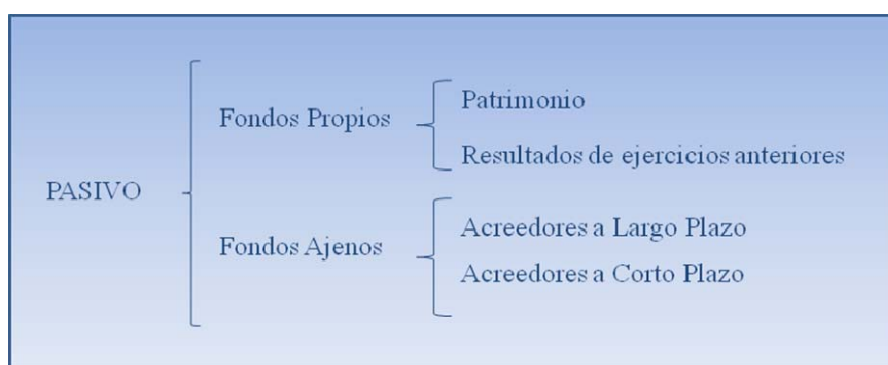 PASIVO
Fondos Propios
Patrimonio
Resultados de ejercicios anteriores
Fondos Ajenos
Acreedores a Largo Plazo
Acreedores a Corto Plazo